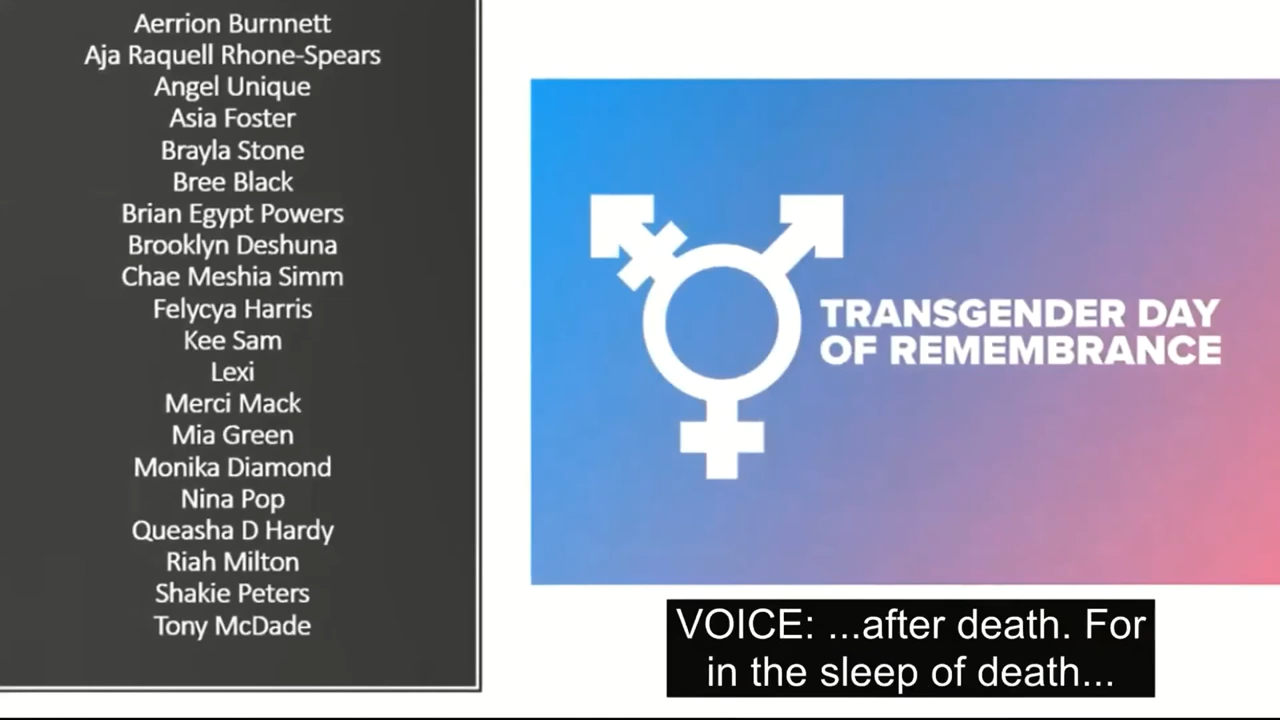 Aerrion Burnnett
Aja Raquell Rhone-Spears
Angel Unique
Asia Foster
Brayla Stone
Bree Black
Brian Egypt Powers
Brooklyn Deshuna
Chae Meshia Simm
Felycya Harris
Kee Sam
Lexi
Merci Mack
Mia Green
Monika Diamond
Nina Pop
Queasha D Hardy
Riah Milton
Shakie Peters
Tony McDade
TRANSGENDER DAY
OF REMEMBRANCE
VOICE: ...after death. For
in the sleep of death...